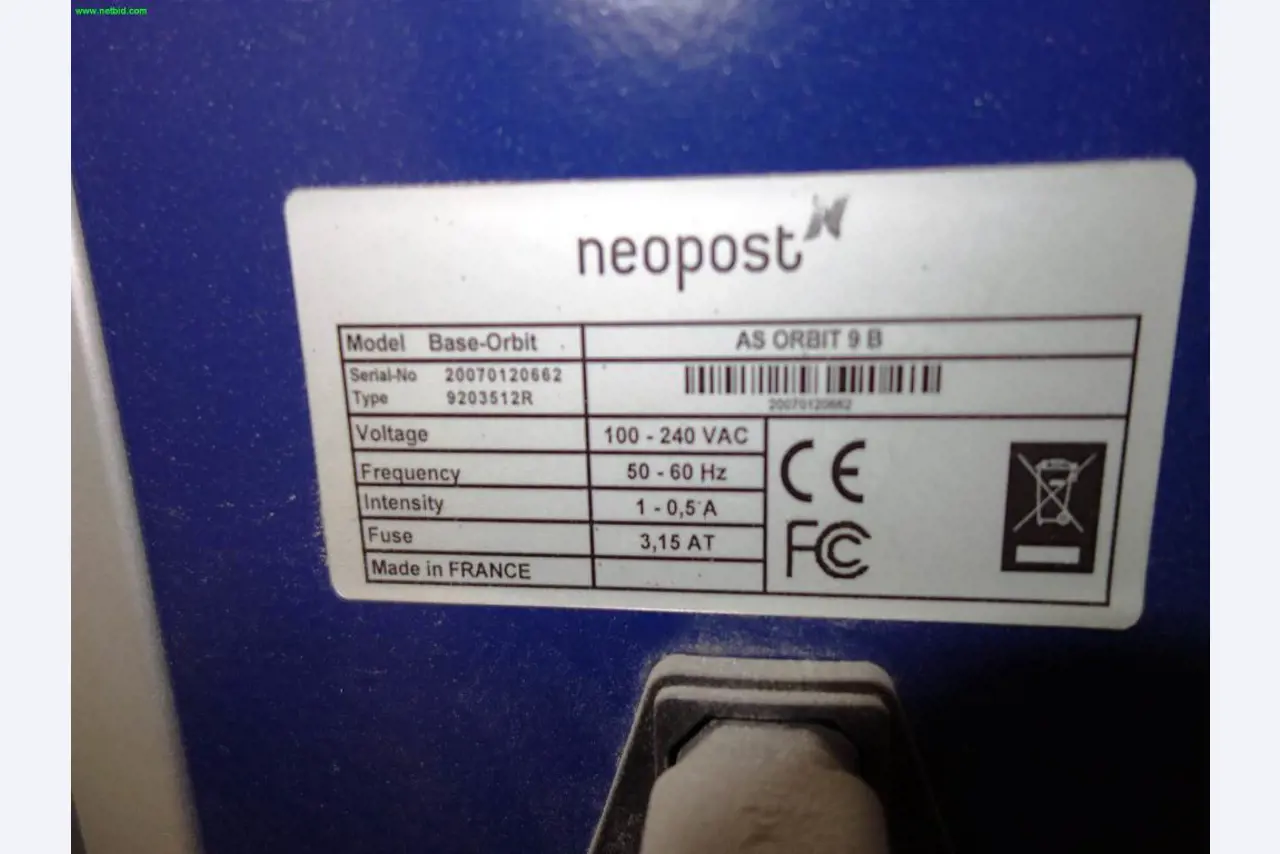 www.netbid.com
neopost
Model Base-Orbit AS ORBIT 9 B
Serial-No 20070120662
Type 9203512R
20070120662
Voltage 100 - 240 VAC
Frequency 50 - 60 Hz
Intensity 1 - 0,5 A
Fuse 3,15 AT
Made in FRANCE
CE
FC